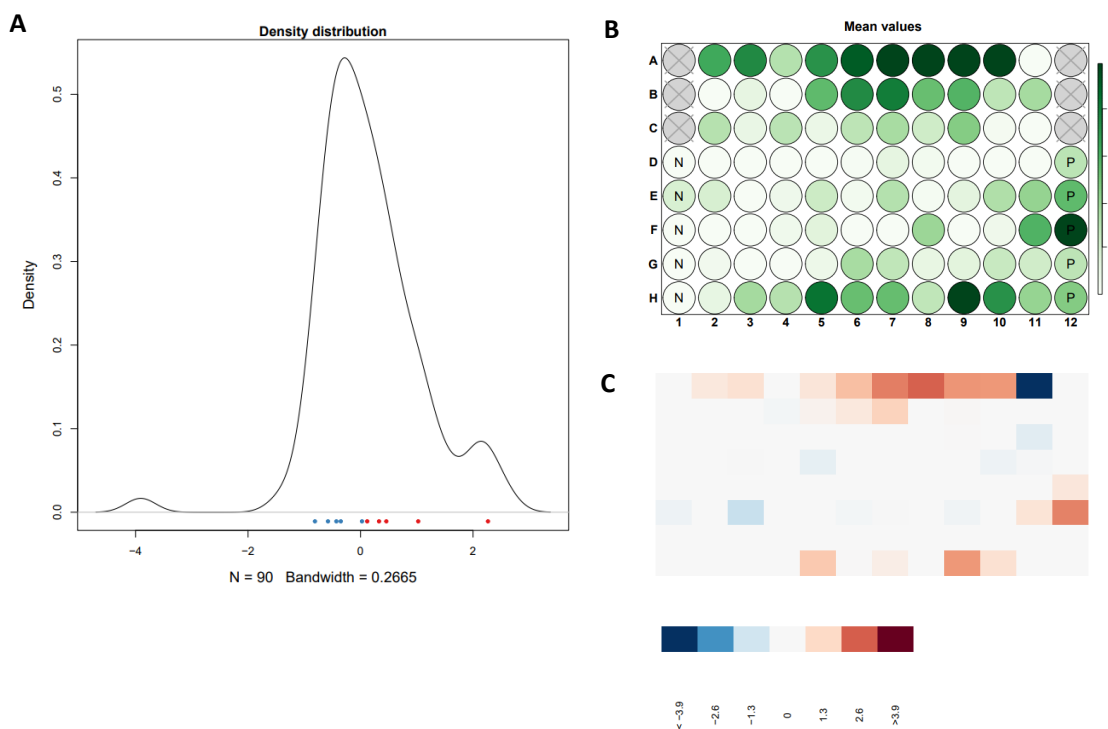 A
Density distribution
Density
0.5
0.4
0.3
0.2
0.1
0.0
−4
−2
0
2
N = 90 Bandwidth = 0.2665
B
Mean values
A
B
C
D
N
P
E
N
P
F
N
P
G
N
P
H
N
P
1 2 3 4 5 6 7 8 9 10 11 12
C
< −3.9
−2.6
−1.3
0
1.3
2.6
>3.9